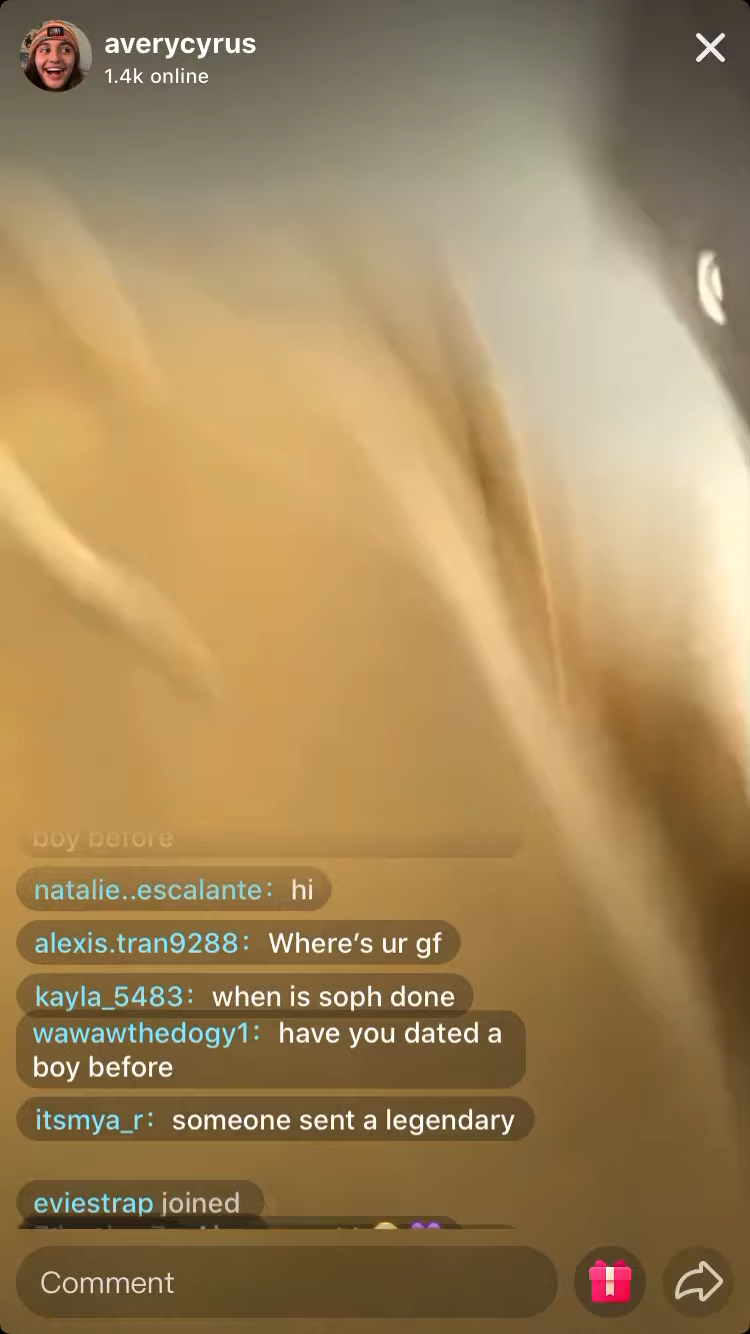 averycyrus
1.4k online
boy before
natalie..escalante: hi
alexis.tran9288: Where's ur gf
kayla_5483: when is soph done
wawawthedogy1: have you dated a
boy before
itsmya_r: someone sent a legendary
eviestrap joined
Comment